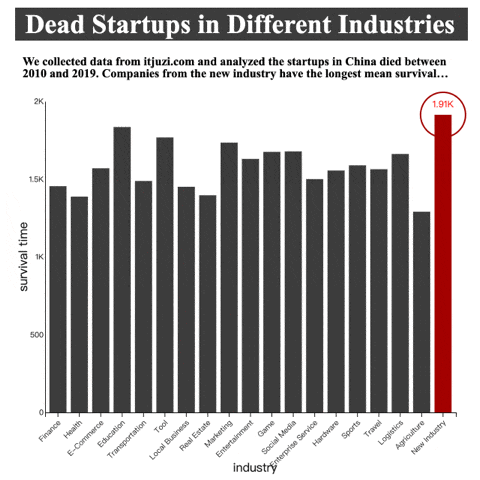 Dead Startups in Different Industries
We collected data from itjuzi.com and analyzed the startups in China died between
2010 and 2019. Companies from the new industry have the longest mean survival…
2K
1.91K
1.5K
1K
500
0
survival time
Finance
Health
E-Commerce
Education
Transportation
Tool
Local Business
Real Estate
Marketing
Entertainment
Game
Social Media
Enterprise Service
Hardware
Sports
Travel
Logistics
Agriculture
New Industry
industry